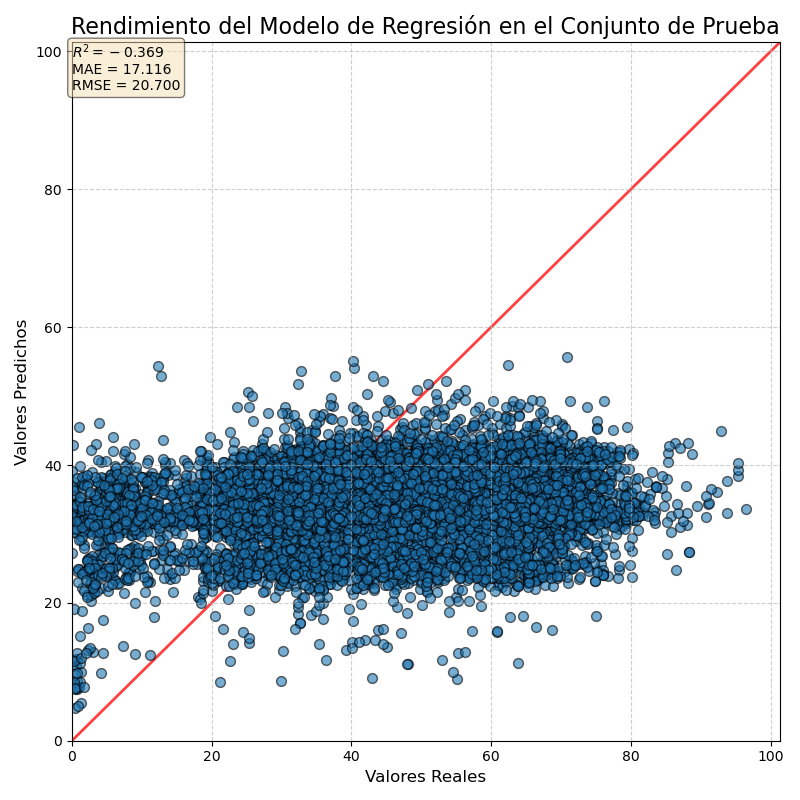 Rendimiento del Modelo de Regresión en el Conjunto de Prueba
R² = −0.369
MAE = 17.116
RMSE = 20.700
100
80
60
40
20
0
Valores Predichos
0 20 40 60 80 100
Valores Reales